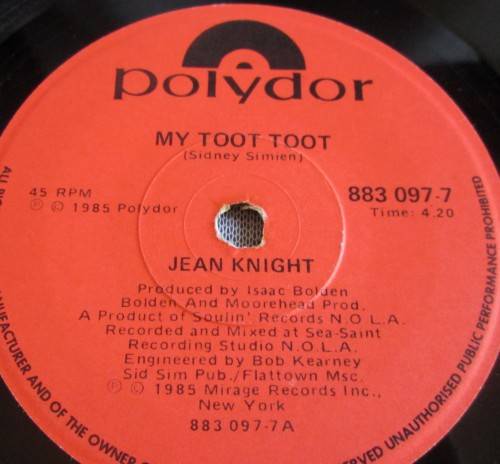 polydor
MY TOOT TOOT
(Sidney Simien)
45 RPM
883 097-7
℗ © 1985 Polydor
Time: 4.20
JEAN KNIGHT
Produced by Isaac Bolden
Bolden And Moorehead Prod.
A Product of Soulin' Records N.O.L.A.
Recorded and Mixed at Sea-Saint
Recording Studio N.O.L.A.
Engineered by Bob Kearney
Sid Sim Pub./Flattown Msc.
℗ © 1985 Mirage Records Inc.,
New York
883 097-7A
MANUFACTURER AND OF THE OWNER
UNAUTHORISED PUBLIC PERFORMANCE PROHIBITED